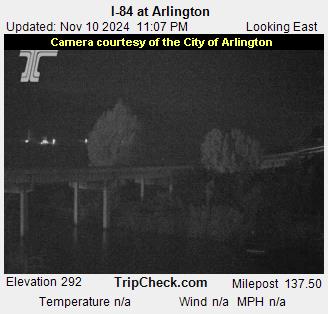 I-84 at Arlington
Updated: Nov 10 2024 11:07 PM Looking East
Camera courtesy of the City of Arlington
Elevation 292 TripCheck.com Milepost 137.50
Temperature n/a Wind n/a MPH n/a